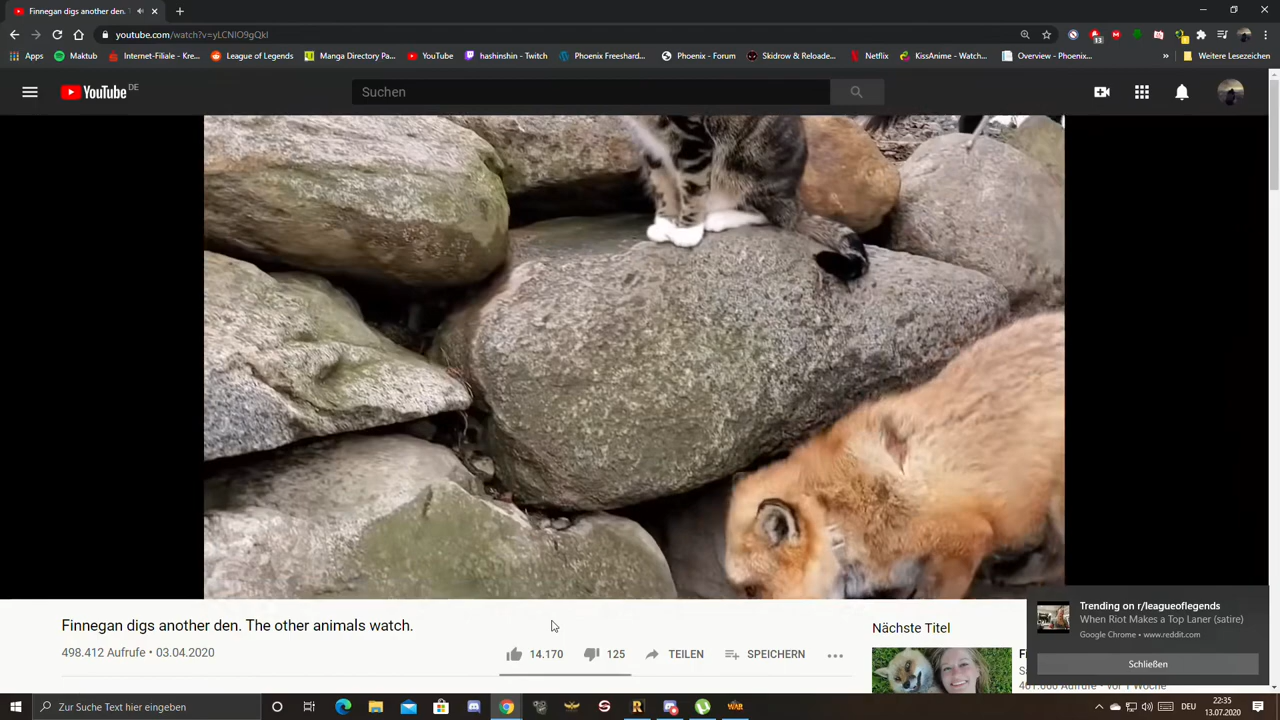 Finnegan digs another den. T
youtube.com/watch?v=yLCNIO9gQkI
13
Apps
Maktub
Internet-Filiale - Kre...
League of Legends
Manga Directory Pa...
YouTube
hashinshin - Twitch
Phoenix Freeshard...
Phoenix - Forum
Skidrow & Reloade...
Netflix
KissAnime - Watch...
Overview - Phoenix...
»
Weitere Lesezeichen
YouTube DE
Suchen
Finnegan digs another den. The other animals watch.
498.412 Aufrufe • 03.04.2020
14.170
125
TEILEN
SPEICHERN
Nächste Titel
Trending on r/leagueoflegends
When Riot Makes a Top Laner (satire)
Google Chrome • www.reddit.com
Schließen
Zur Suche Text hier eingeben
WAR
DEU
22:35
13.07.2020